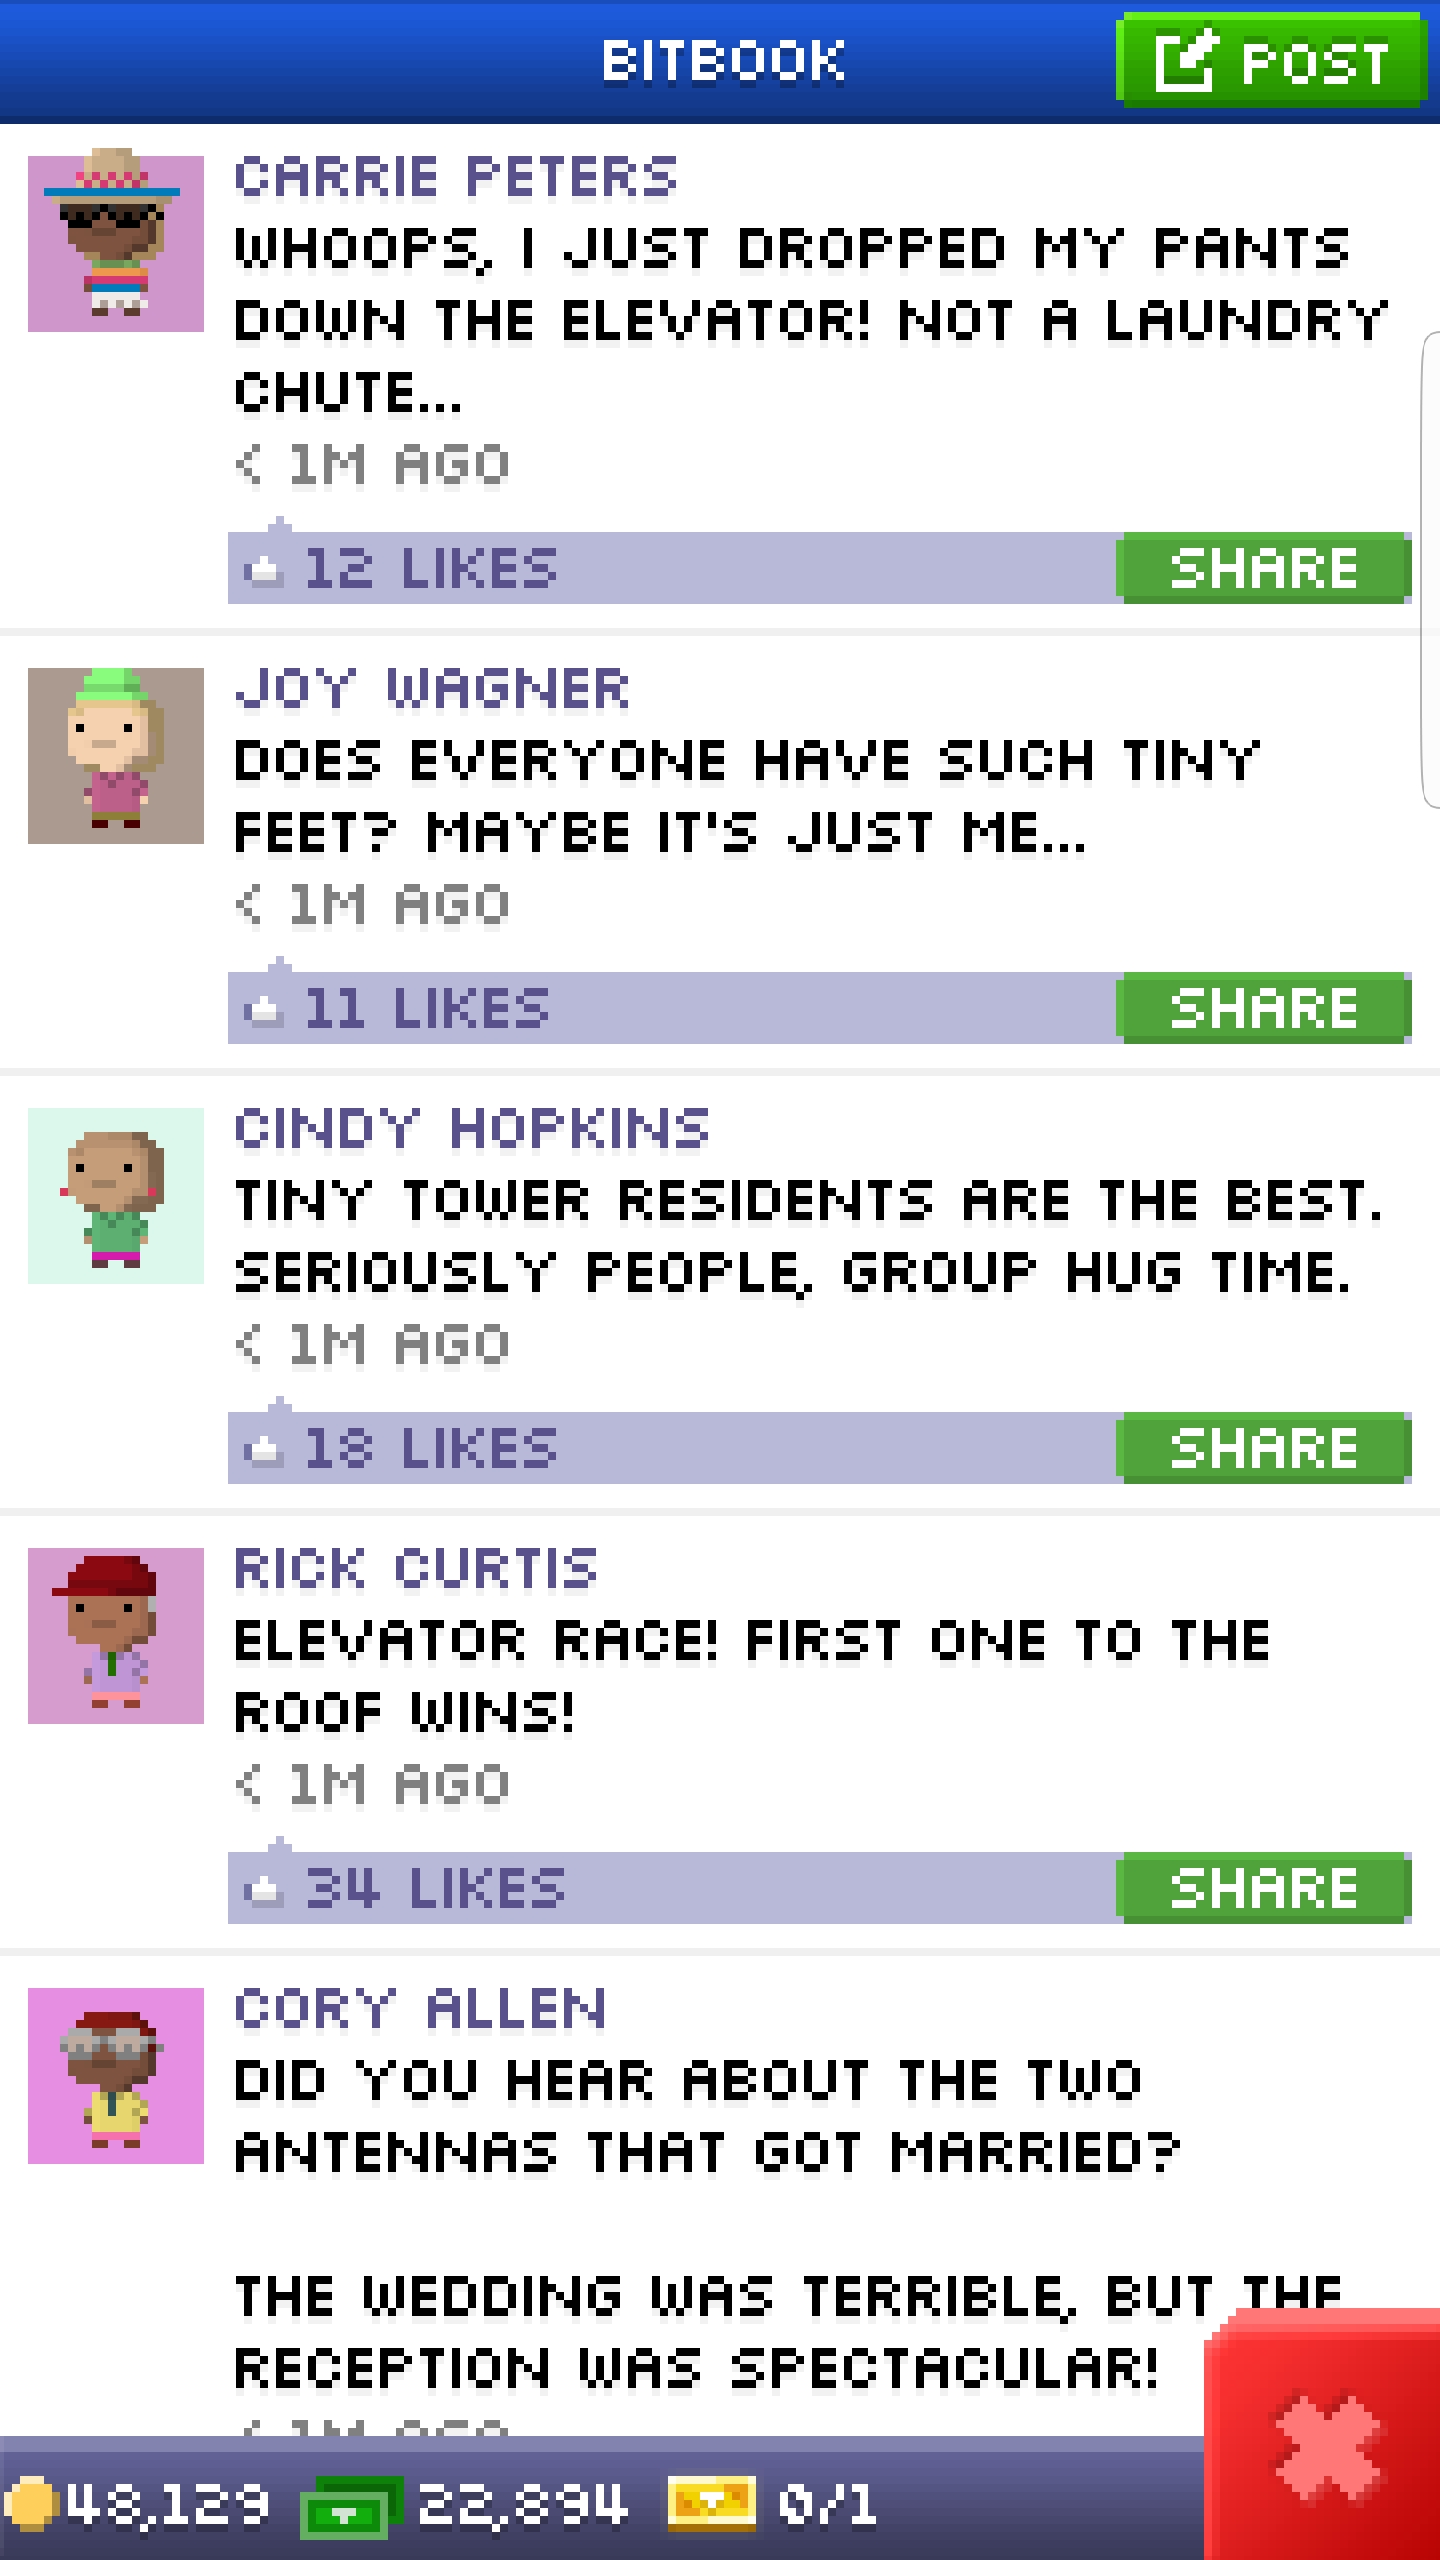 BITBOOK
POST
CARRIE PETERS
WHOOPS, I JUST DROPPED MY PANTS
DOWN THE ELEVATOR! NOT A LAUNDRY
CHUTE...
< 1M AGO
12 LIKES
SHARE
JOY WAGNER
DOES EVERYONE HAVE SUCH TINY
FEET? MAYBE IT'S JUST ME...
< 1M AGO
11 LIKES
SHARE
CINDY HOPKINS
TINY TOWER RESIDENTS ARE THE BEST.
SERIOUSLY PEOPLE, GROUP HUG TIME.
< 1M AGO
18 LIKES
SHARE
RICK CURTIS
ELEVATOR RACE! FIRST ONE TO THE
ROOF WINS!
< 1M AGO
34 LIKES
SHARE
CORY ALLEN
DID YOU HEAR ABOUT THE TWO
ANTENNAS THAT GOT MARRIED?
THE WEDDING WAS TERRIBLE, BUT THE
RECEPTION WAS SPECTACULAR!
< 1M AGO
48,129
22,894
0/1